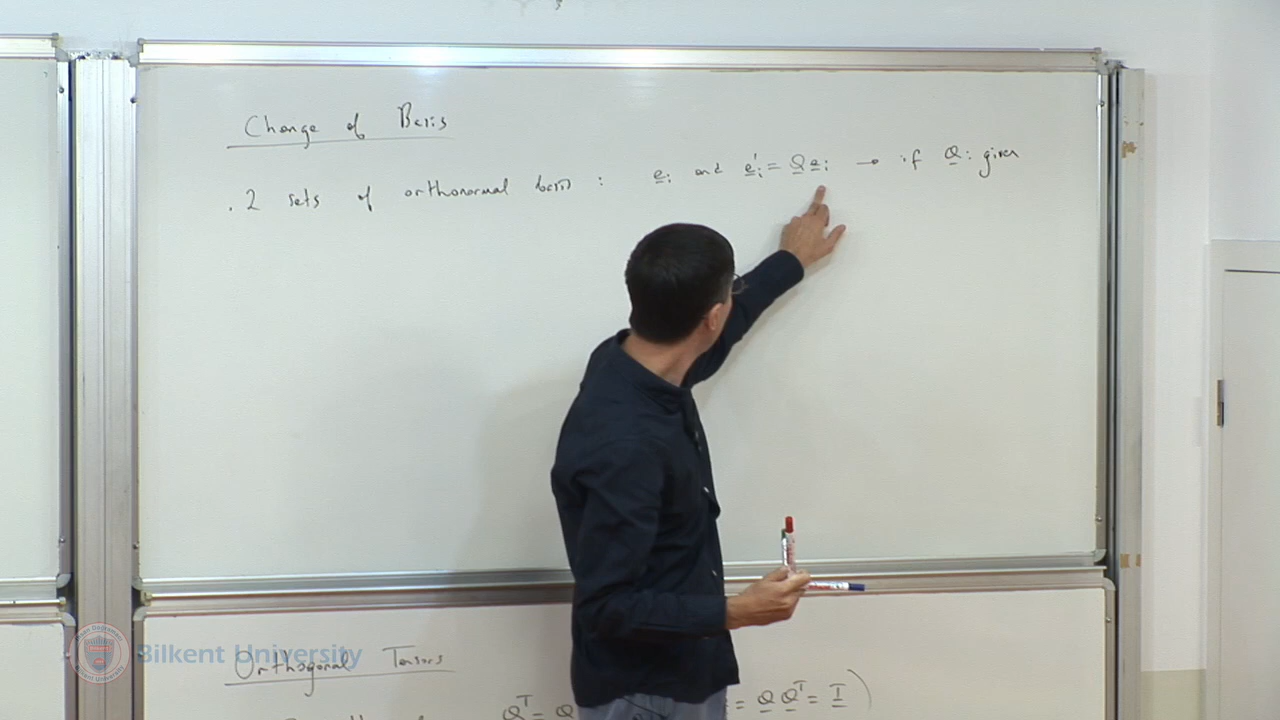 Change of Basis
. 2 sets of orthonormal basis : e_i and e'_i = Q e_i → if Q : given
Orthogonal Tensors
Q^T = Q
= Q Q^T = I )
Bilkent University